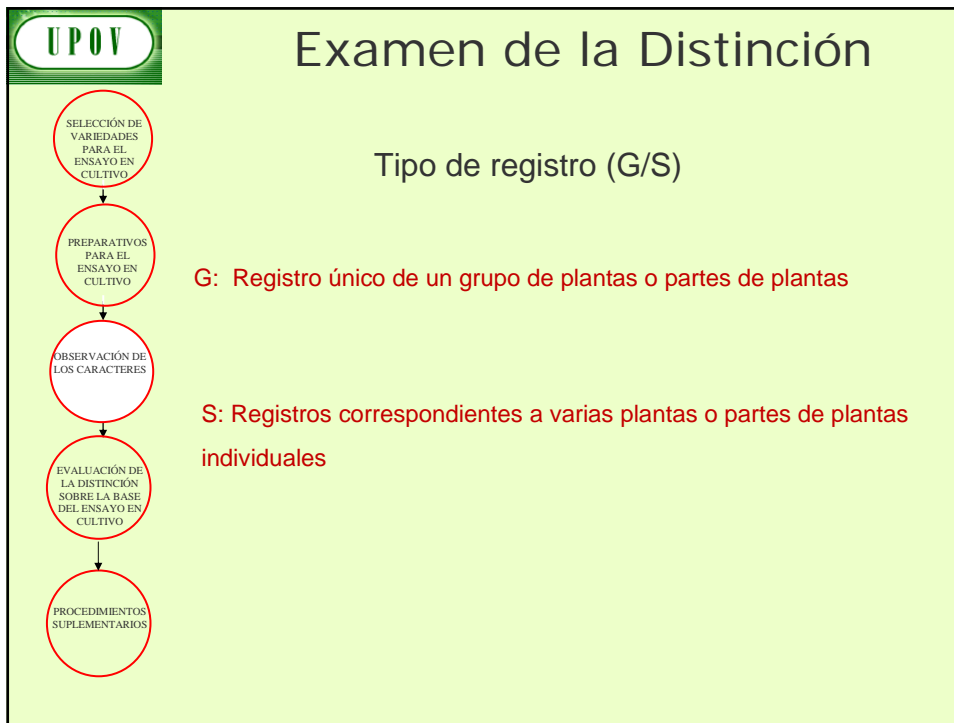 UPOV
Examen de la Distinción
SELECCIÓN DE
VARIEDADES
PARA EL
ENSAYO EN
CULTIVO
Tipo de registro (G/S)
PREPARATIVOS
PARA EL
ENSAYO EN
CULTIVO
G: Registro único de un grupo de plantas o partes de plantas
OBSERVACIÓN DE
LOS CARACTERES
S: Registros correspondientes a varias plantas o partes de plantas
individuales
EVALUACIÓN DE
LA DISTINCIÓN
SOBRE LA BASE
DEL ENSAYO EN
CULTIVO
PROCEDIMIENTOS
SUPLEMENTARIOS